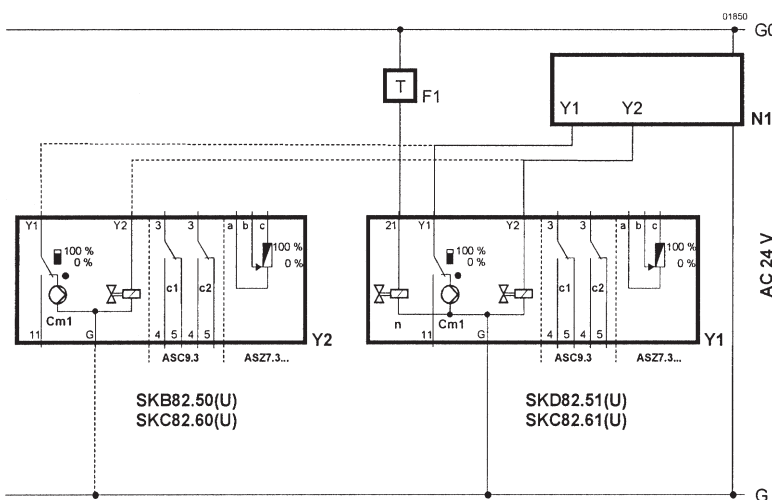 01850
G0
T
F1
Y1 Y2
N1
Y1 Y2 3 3 a b c
100 %
0 %
100 %
0 %
c1 c2
Cm1
11 G 4 5 4 5
Y2
ASC9.3 ASZ7.3...
SKB82.50(U)
SKC82.60(U)
21 Y1 Y2 3 3 a b c
100 %
0 %
100 %
0 %
c1 c2
n Cm1
11 G 4 5 4 5
Y1
ASC9.3 ASZ7.3...
SKD82.51(U)
SKC82.61(U)
AC 24 V
G